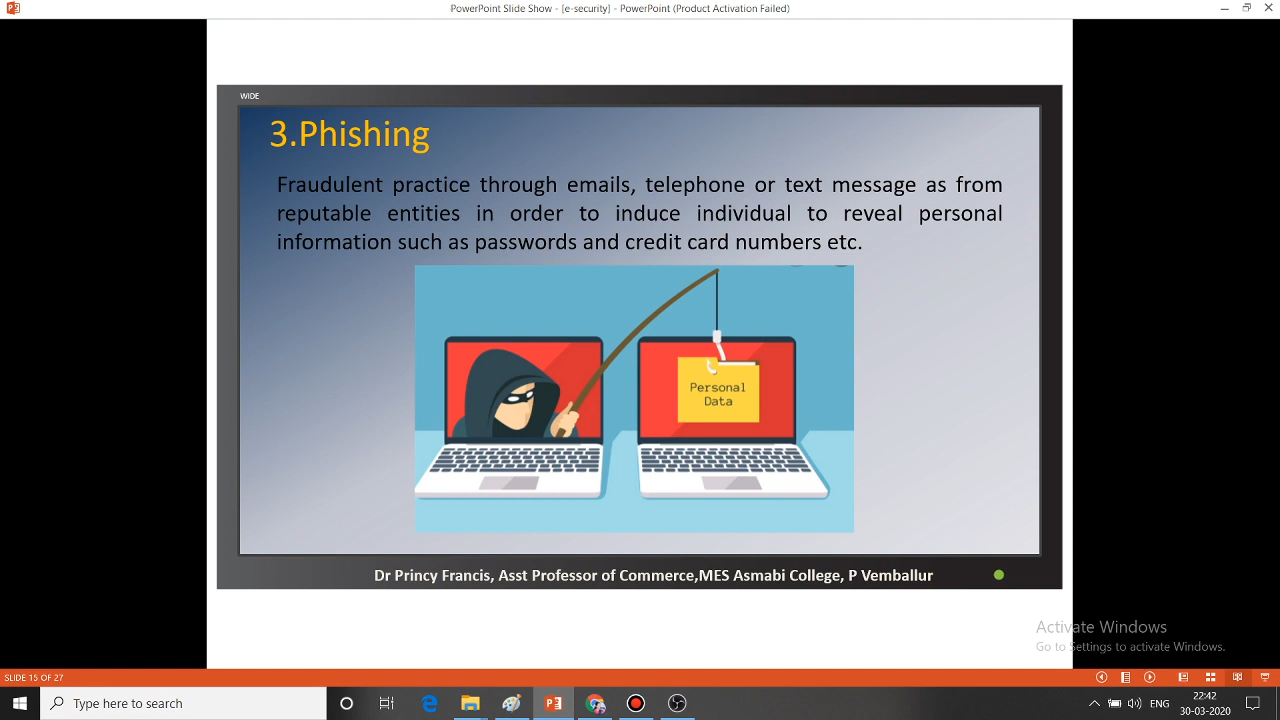 PowerPoint Slide Show - [e-security] - PowerPoint (Product Activation Failed)
WIDE
3.Phishing
Fraudulent practice through emails, telephone or text message as from
reputable entities in order to induce individual to reveal personal
information such as passwords and credit card numbers etc.
Personal
Data
Dr Princy Francis, Asst Professor of Commerce,MES Asmabi College, P Vemballur
Activate Windows
Go to Settings to activate Windows.
SLIDE 15 OF 27
Type here to search
ENG
22:42
30-03-2020